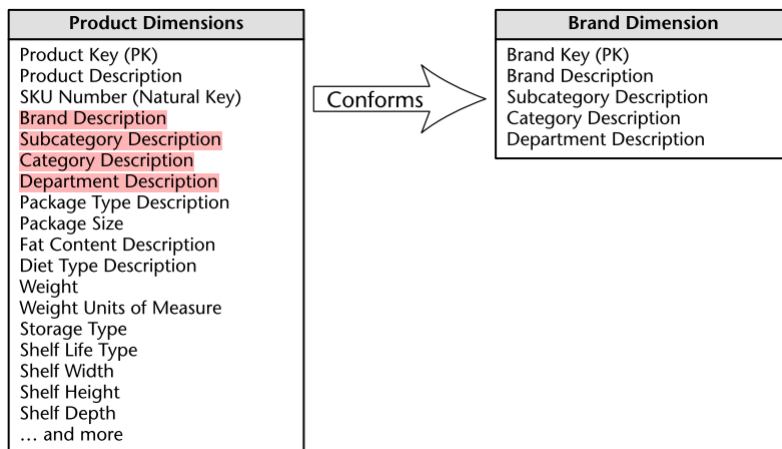 Product Dimensions
Product Key (PK)
Product Description
SKU Number (Natural Key)
Brand Description
Subcategory Description
Category Description
Department Description
Package Type Description
Package Size
Fat Content Description
Diet Type Description
Weight
Weight Units of Measure
Storage Type
Shelf Life Type
Shelf Width
Shelf Height
Shelf Depth
… and more
Conforms
Brand Dimension
Brand Key (PK)
Brand Description
Subcategory Description
Category Description
Department Description